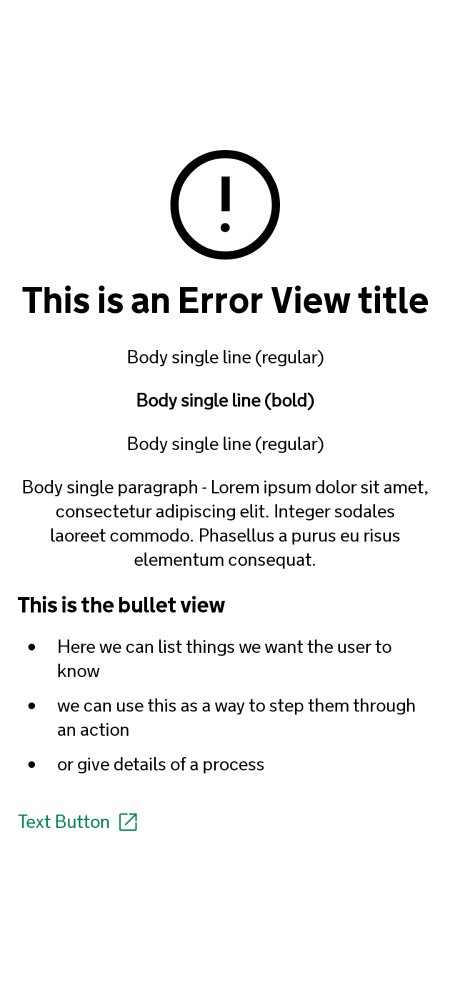 This is an Error View title
Body single line (regular)
Body single line (bold)
Body single line (regular)
Body single paragraph - Lorem ipsum dolor sit amet,
consectetur adipiscing elit. Integer sodales
laoreet commodo. Phasellus a purus eu risus
elementum consequat.
This is the bullet view
• Here we can list things we want the user to
know
• we can use this as a way to step them through
an action
• or give details of a process
Text Button